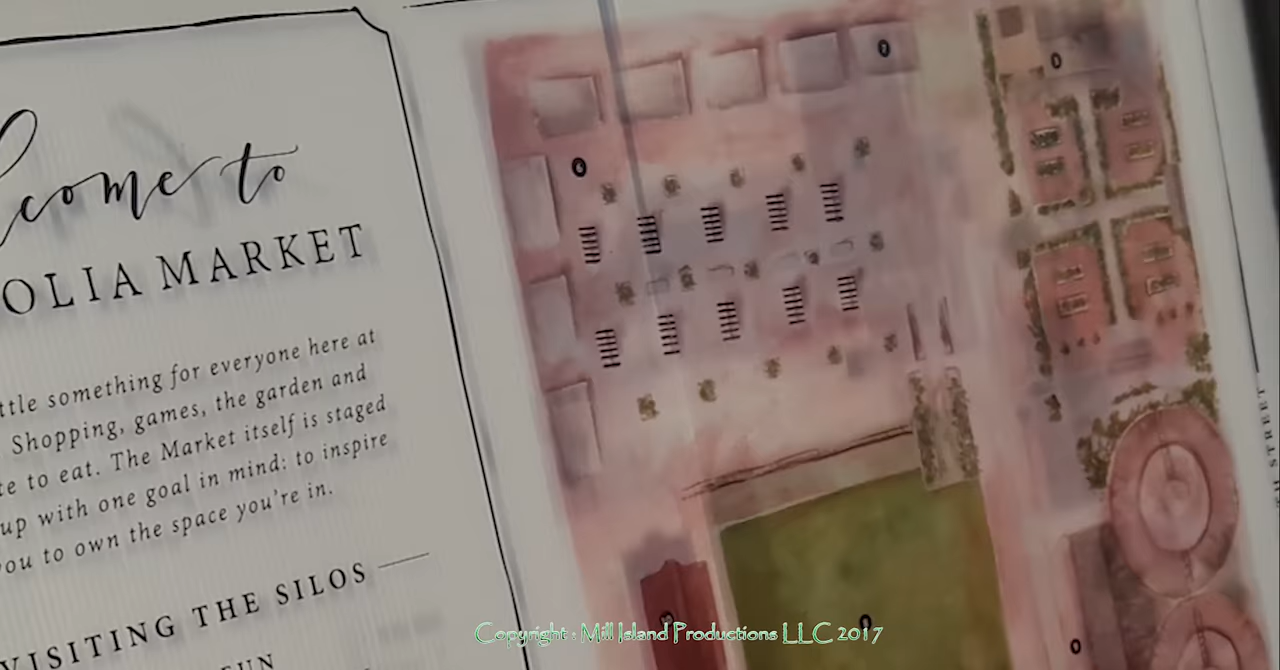 come to
OLIA MARKET
ttle something for everyone here at
Shopping, games, the garden and
te to eat. The Market itself is staged
up with one goal in mind: to inspire
ou to own the space you're in.
VISITING THE SILOS
FUN
Copyright : Mill Island Productions LLC 2017